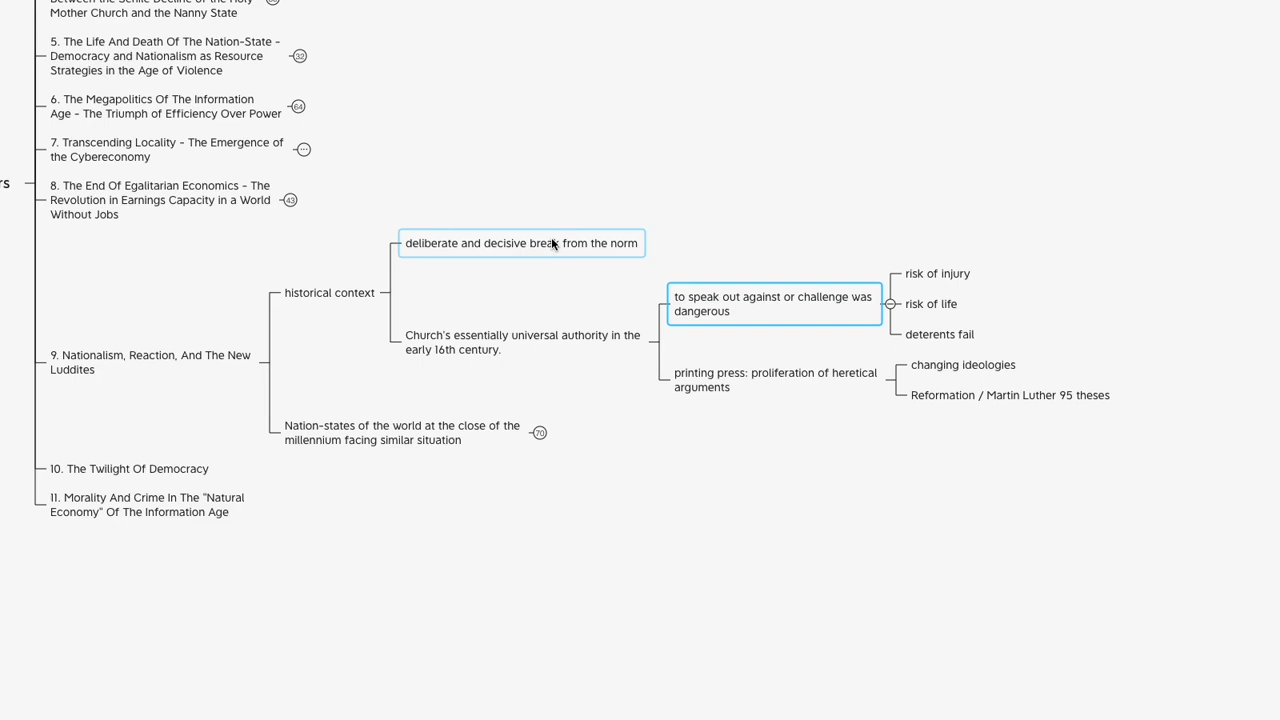 Mother Church and the Nanny State
5. The Life And Death Of The Nation-State -
Democracy and Nationalism as Resource
Strategies in the Age of Violence
32
6. The Megapolitics Of The Information
Age - The Triumph of Efficiency Over Power
64
7. Transcending Locality - The Emergence of
the Cybereconomy
...
rs
8. The End Of Egalitarian Economics - The
Revolution in Earnings Capacity in a World
Without Jobs
43
9. Nationalism, Reaction, And The New
Luddites
historical context
deliberate and decisive break from the norm
Church's essentially universal authority in the
early 16th century.
to speak out against or challenge was
dangerous
risk of injury
risk of life
deterents fail
printing press: proliferation of heretical
arguments
changing ideologies
Reformation / Martin Luther 95 theses
Nation-states of the world at the close of the
millennium facing similar situation
70
10. The Twilight Of Democracy
11. Morality And Crime In The "Natural
Economy" Of The Information Age